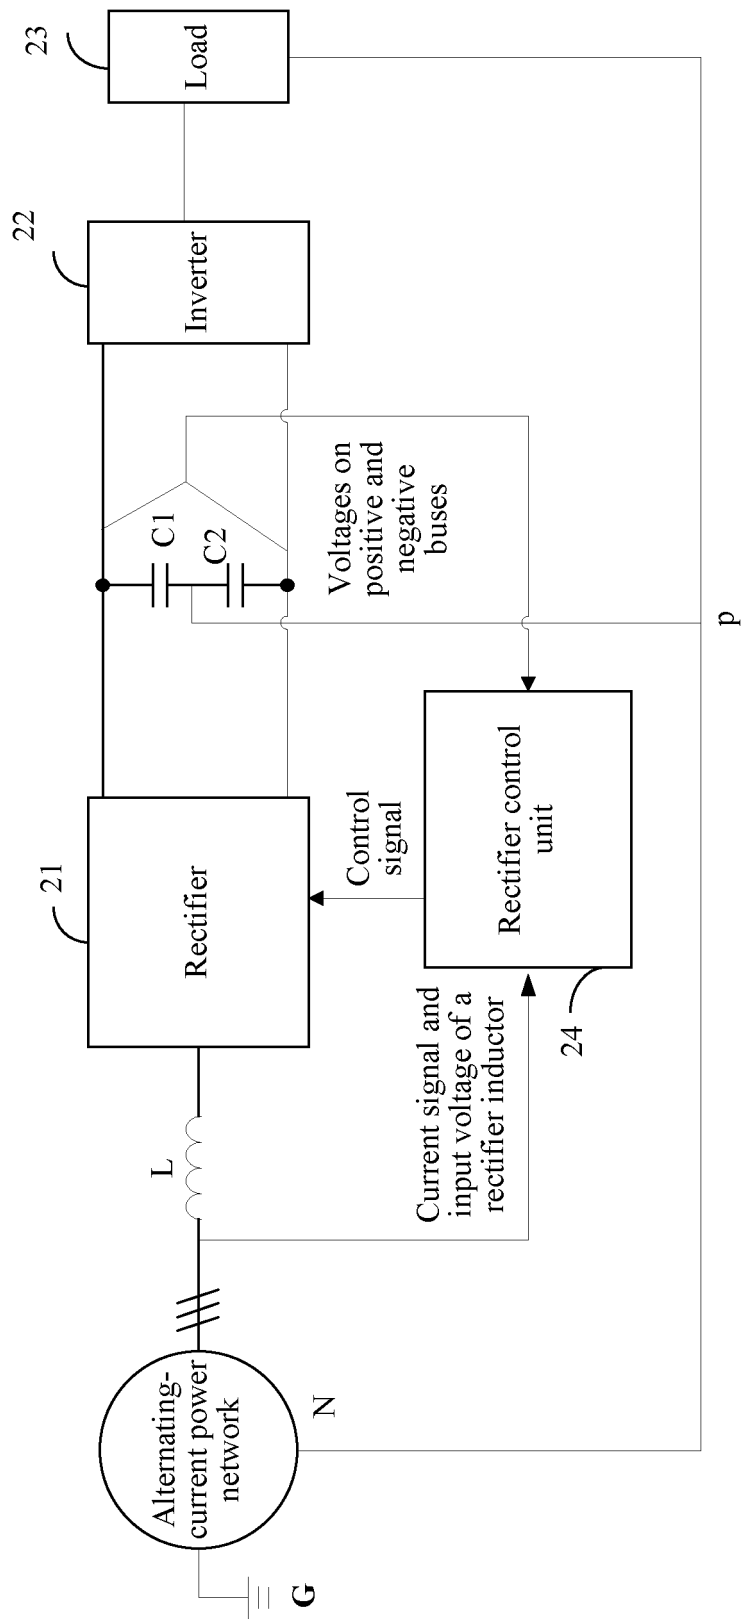 21
22
23
L
Rectifier
C1
C2
Inverter
Load
Alternating-
current power
network
N
G
Current signal and
input voltage of a
rectifier inductor
Control
signal
Voltages on
positive and
negative
buses
Rectifier control
unit
24
p